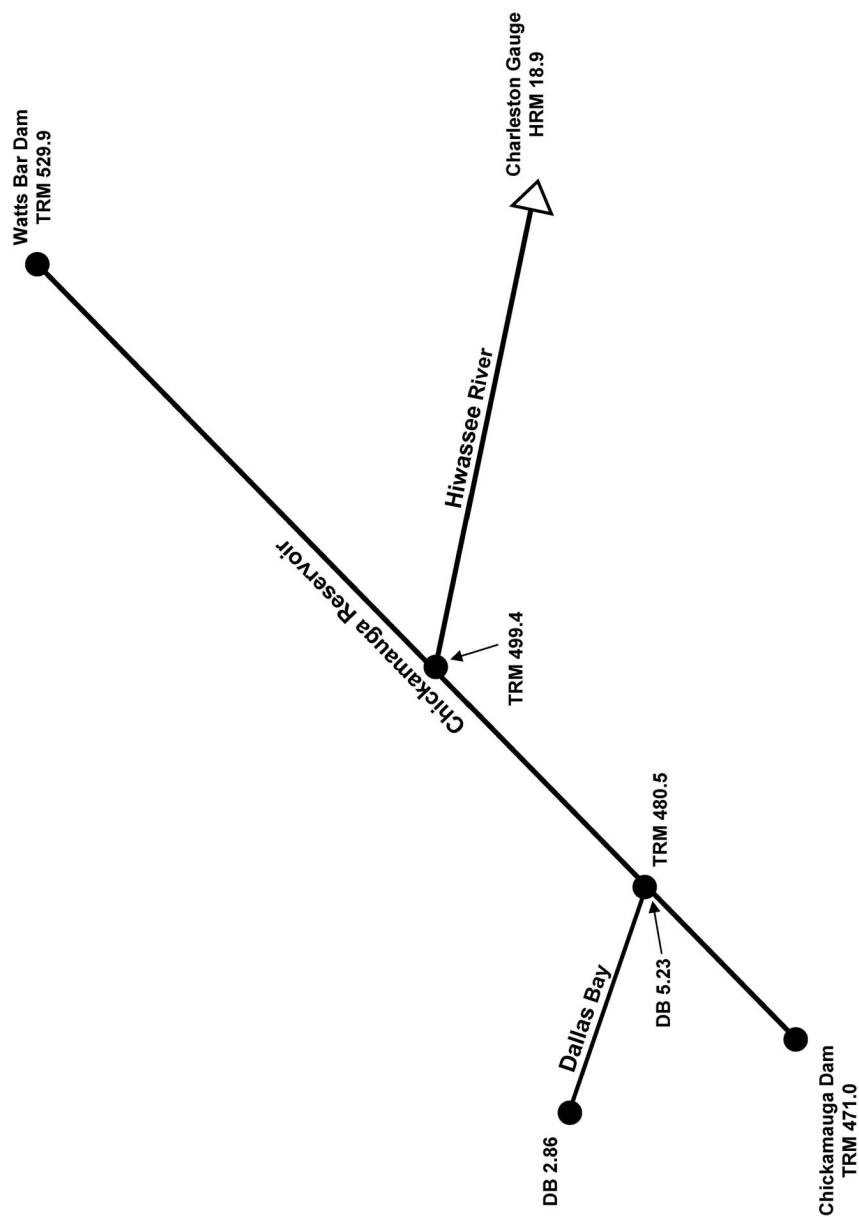 Watts Bar Dam
TRM 529.9
Charleston Gauge
HRM 18.9
Hiwassee River
Chickamauga Reservoir
TRM 499.4
TRM 480.5
DB 5.23
Dallas Bay
DB 2.86
Chickamauga Dam
TRM 471.0